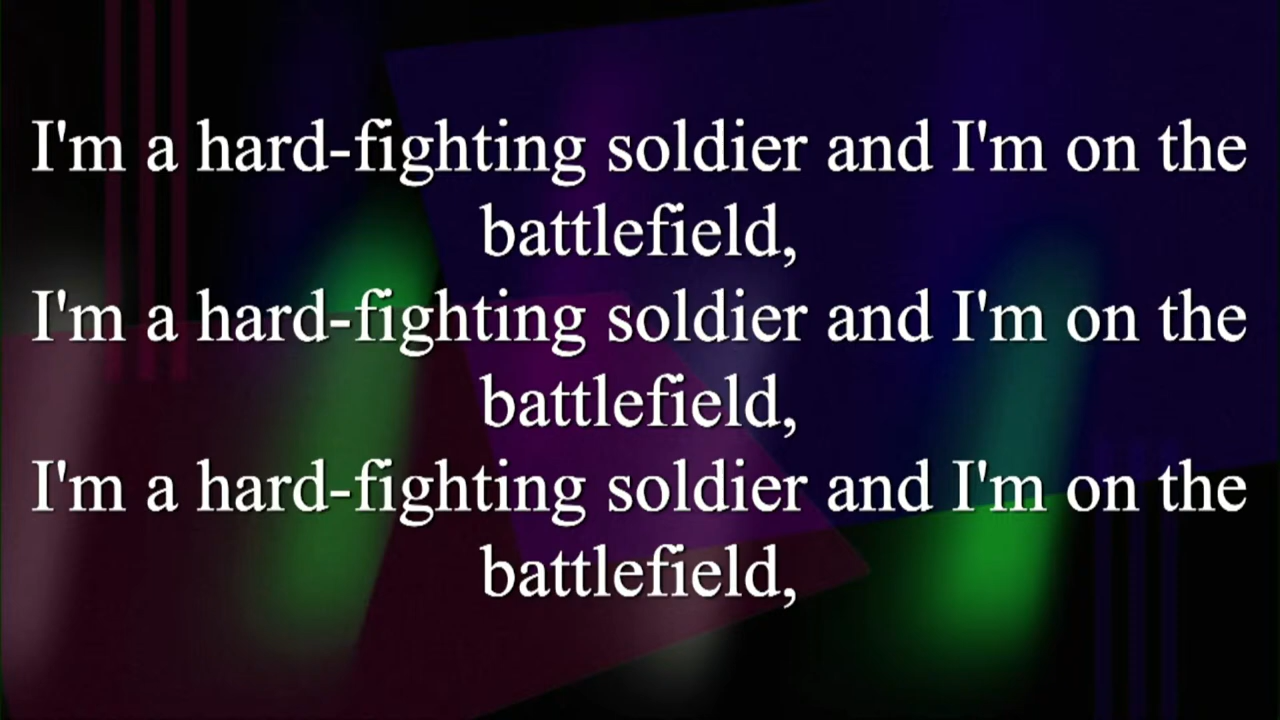 I'm a hard-fighting soldier and I'm on the
battlefield,
I'm a hard-fighting soldier and I'm on the
battlefield,
I'm a hard-fighting soldier and I'm on the
battlefield,